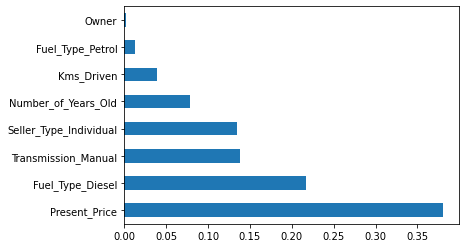 Owner
Fuel_Type_Petrol
Kms_Driven
Number_of_Years_Old
Seller_Type_Individual
Transmission_Manual
Fuel_Type_Diesel
Present_Price
0.00 0.05 0.10 0.15 0.20 0.25 0.30 0.35